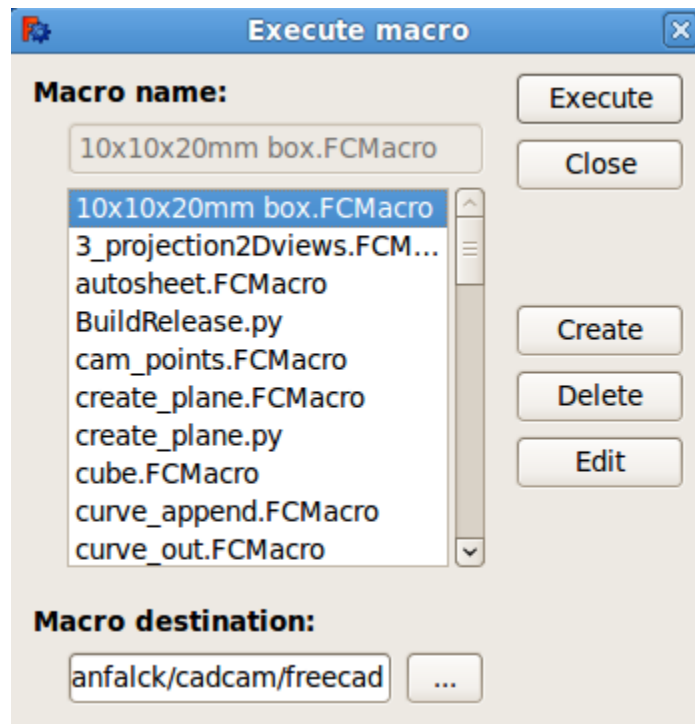 Execute macro
Macro name:
10x10x20mm box.FCMacro
10x10x20mm box.FCMacro
3_projection2Dviews.FCM...
autosheet.FCMacro
BuildRelease.py
cam_points.FCMacro
create_plane.FCMacro
create_plane.py
cube.FCMacro
curve_append.FCMacro
curve_out.FCMacro
Execute
Close
Create
Delete
Edit
Macro destination:
anfalck/cadcam/freecad
...